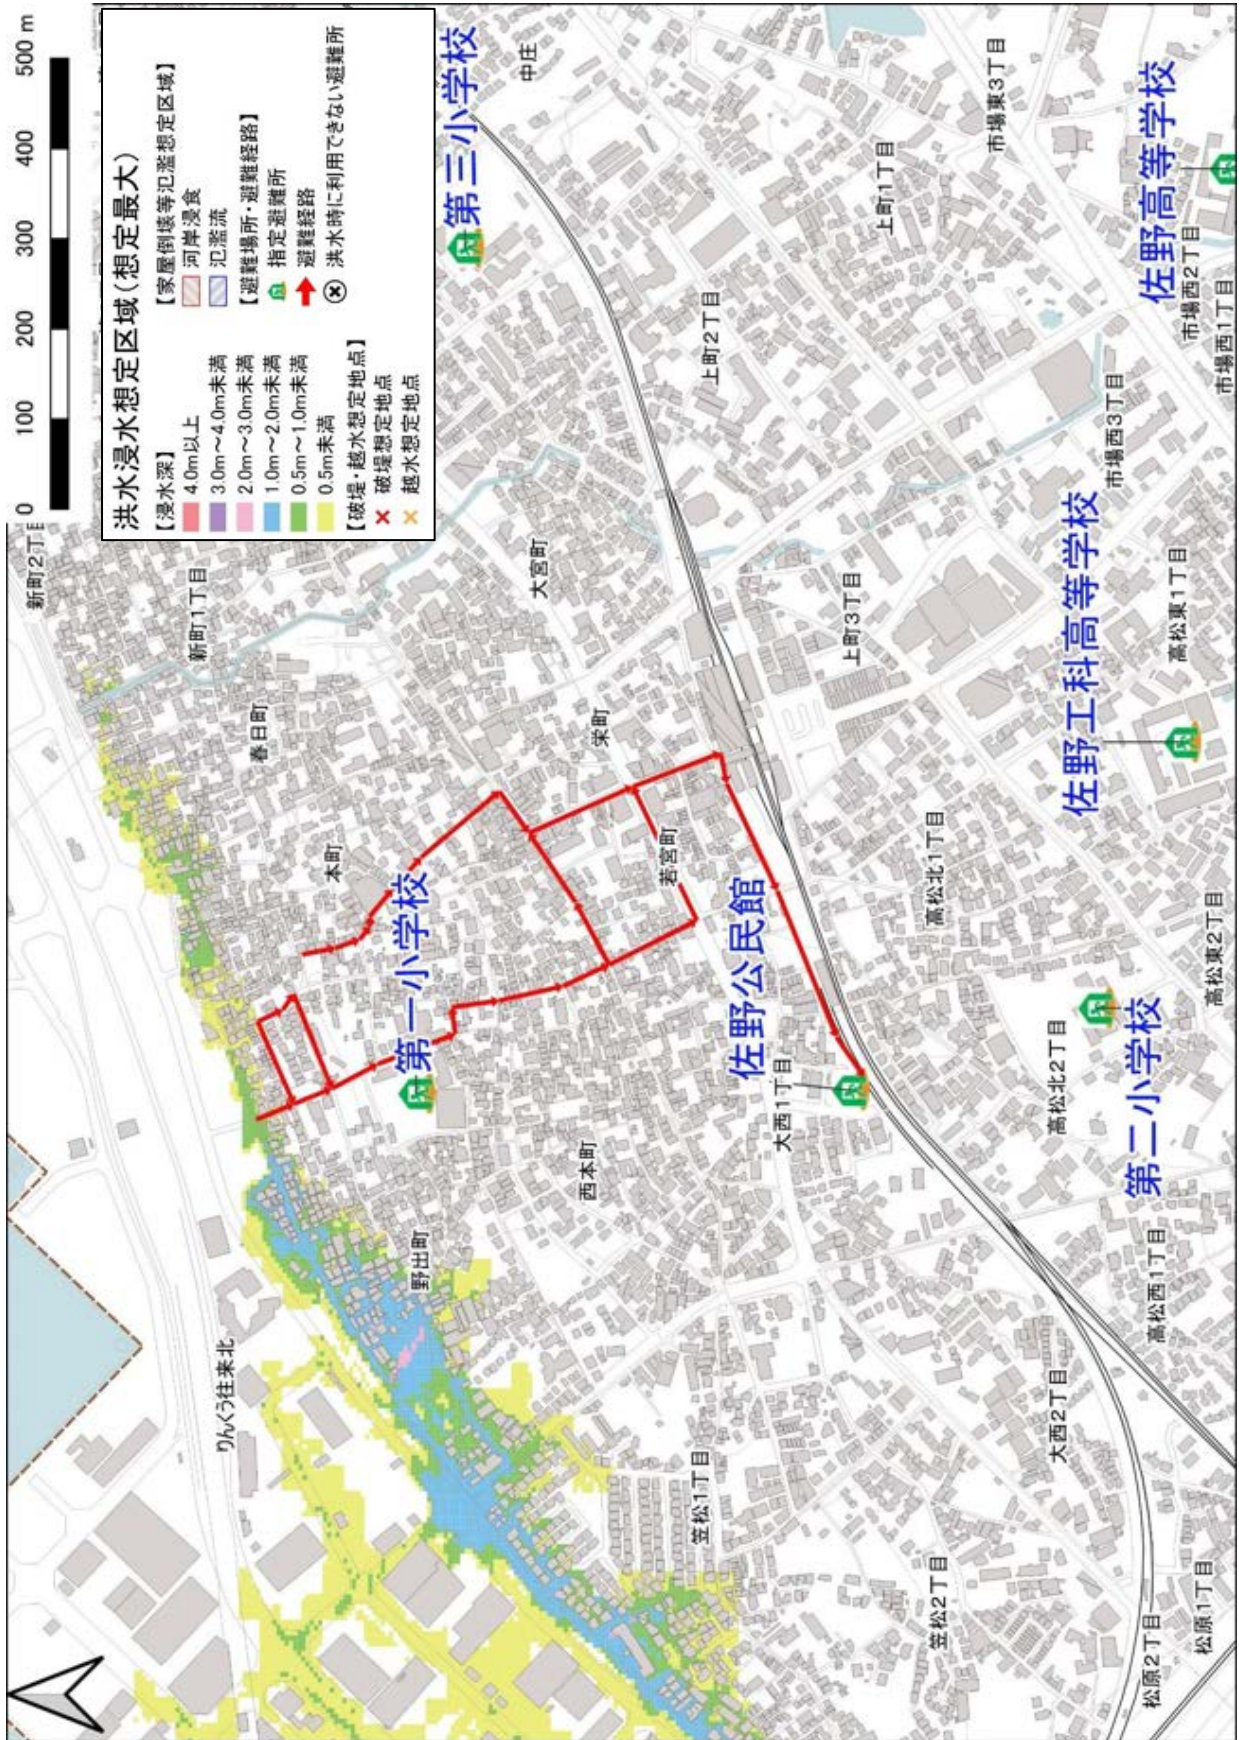 0 100 200 300 400 500 m
洪水浸水想定区域(想定最大)
【浸水深】
4.0m以上
3.0m～4.0m未満
2.0m～3.0m未満
1.0m～2.0m未満
0.5m～1.0m未満
0.5m未満
【破堤・越水想定地点】
破堤想定地点
越水想定地点
【家屋倒壊等氾濫想定区域】
河岸浸食
氾濫流
【避難場所・避難経路】
指定避難所
避難経路
洪水時に利用できない避難所
新町2丁目
新町1丁目
春日町
本町
第一小学校
りんくう往来北
野出町
西本町
大宮町
栄町
若宮町
佐野公民館
大西1丁目
笠松1丁目
笠松2丁目
第三小学校
中庄
上町1丁目
上町2丁目
上町3丁目
市場東3丁目
佐野高等学校
市場西2丁目
市場西1丁目
市場西3丁目
佐野工科高等学校
高松東1丁目
高松北1丁目
高松東2丁目
高松北2丁目
第二小学校
高松西1丁目
大西2丁目
松原2丁目
松原1丁目